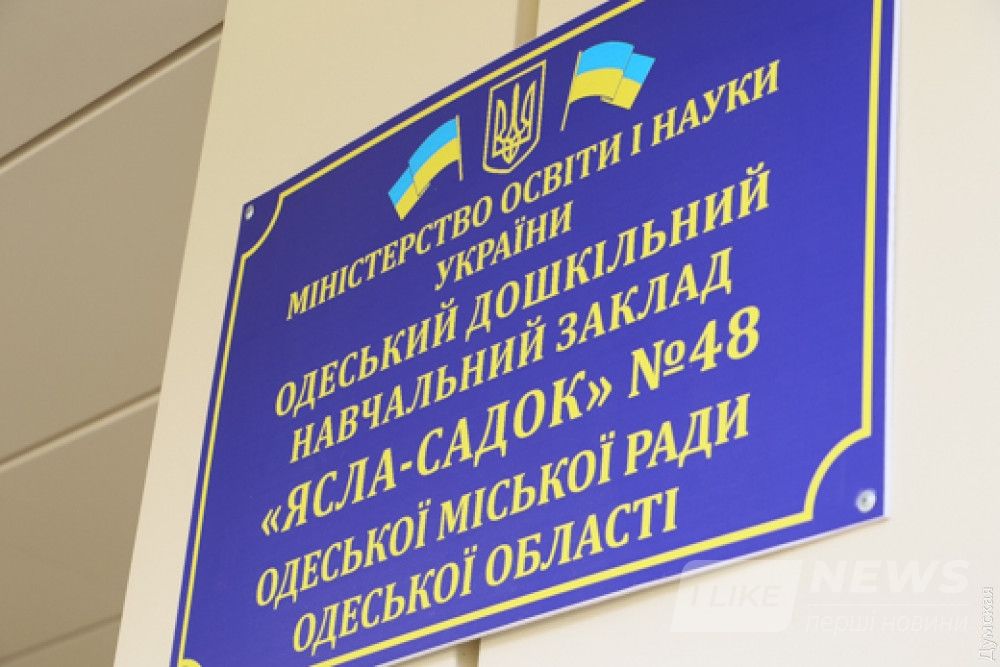 МІНІСТЕРСТВО ОСВІТИ І НАУКИ
УКРАЇНИ
ОДЕСЬКИЙ ДОШКІЛЬНИЙ
НАВЧАЛЬНИЙ ЗАКЛАД
«ЯСЛА-САДОК» №48
ОДЕСЬКОЇ МІСЬКОЇ РАДИ
ОДЕСЬКОЇ ОБЛАСТІ
I LIKE NEWS
перші новини
Думская